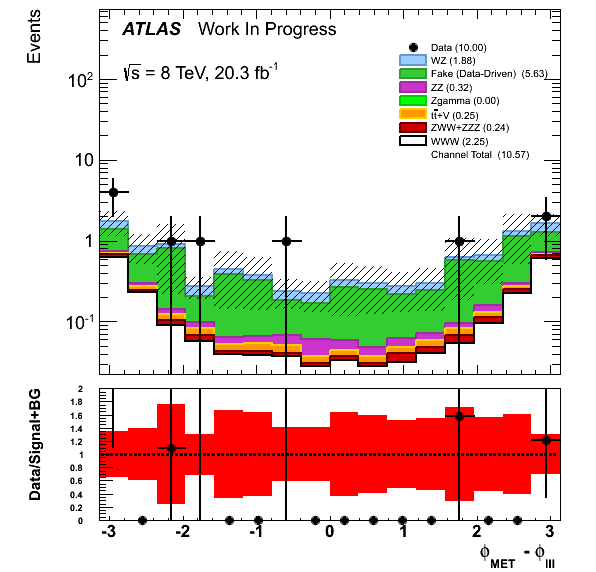 Events
ATLAS Work In Progress
√s = 8 TeV, 20.3 fb⁻¹
Data (10.00)
WZ (1.88)
Fake (Data-Driven) (5.63)
ZZ (0.32)
Zgamma (0.00)
tt̄+V (0.25)
ZWW+ZZZ (0.24)
WWW (2.25)
Channel Total (10.57)
10²
10
1
10⁻¹
Data/Signal+BG
2
1.8
1.6
1.4
1.2
1
0.8
0.6
0.4
0.2
0
-3 -2 -1 0 1 2 3
ϕMET - ϕlll